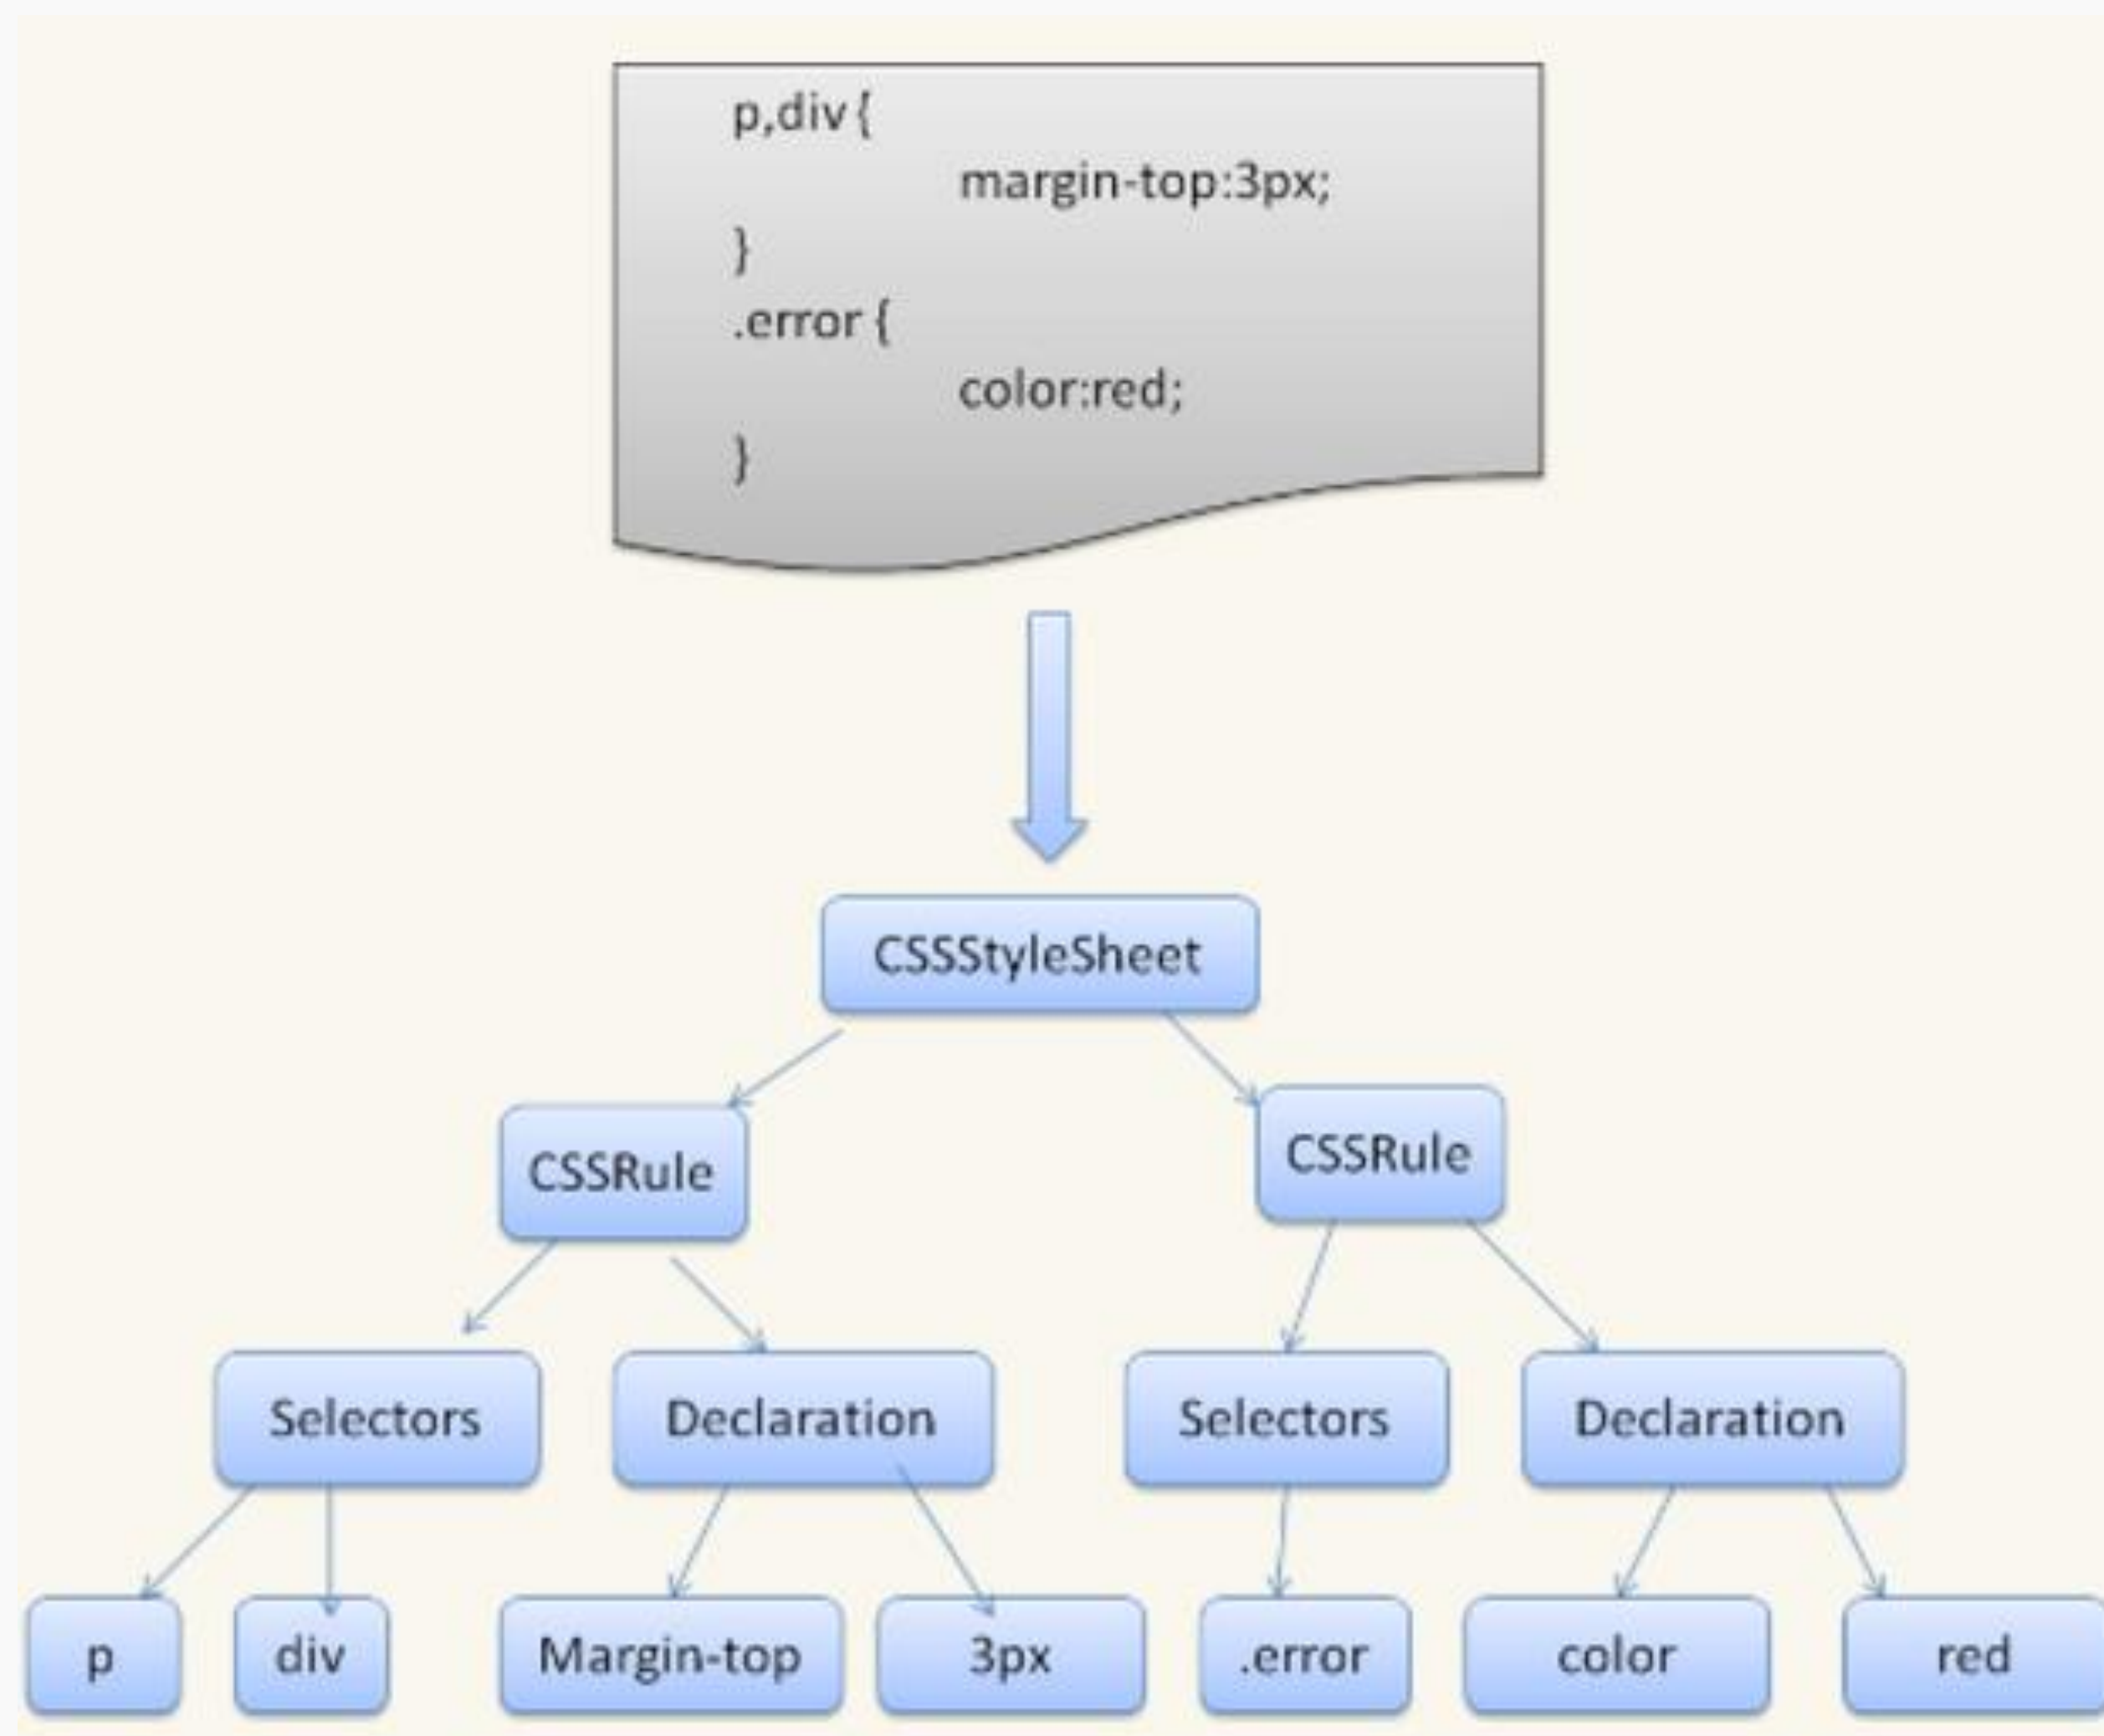 p,div {
margin-top:3px;
}
.error {
color:red;
}
CSSStyleSheet
CSSRule
CSSRule
Selectors
Declaration
Selectors
Declaration
p
div
Margin-top
3px
.error
color
red